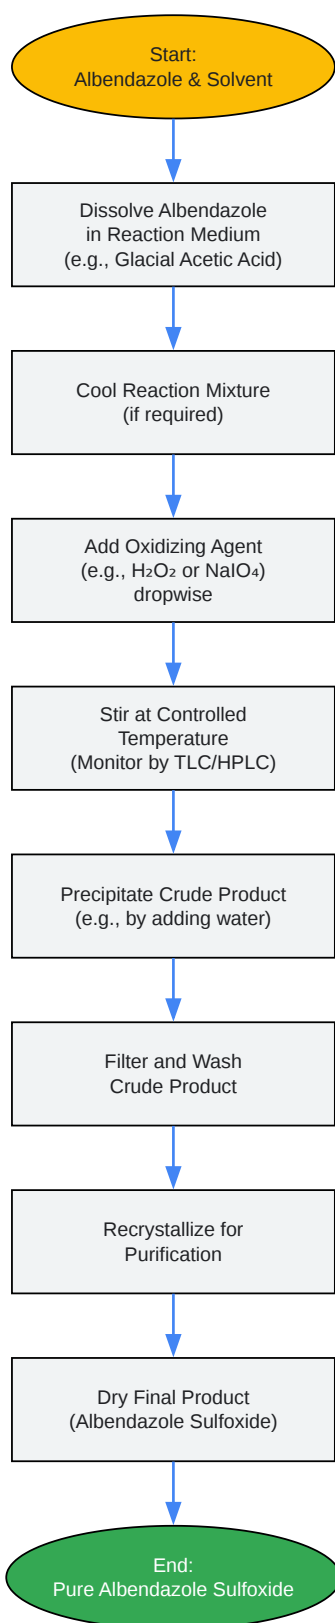 Start:
Albendazole & Solvent
Dissolve Albendazole
in Reaction Medium
(e.g., Glacial Acetic Acid)
Cool Reaction Mixture
(if required)
Add Oxidizing Agent
(e.g., H₂O₂ or NaIO₄)
dropwise
Stir at Controlled
Temperature
(Monitor by TLC/HPLC)
Precipitate Crude Product
(e.g., by adding water)
Filter and Wash
Crude Product
Recrystallize for
Purification
Dry Final Product
(Albendazole Sulfoxide)
End:
Pure Albendazole Sulfoxide